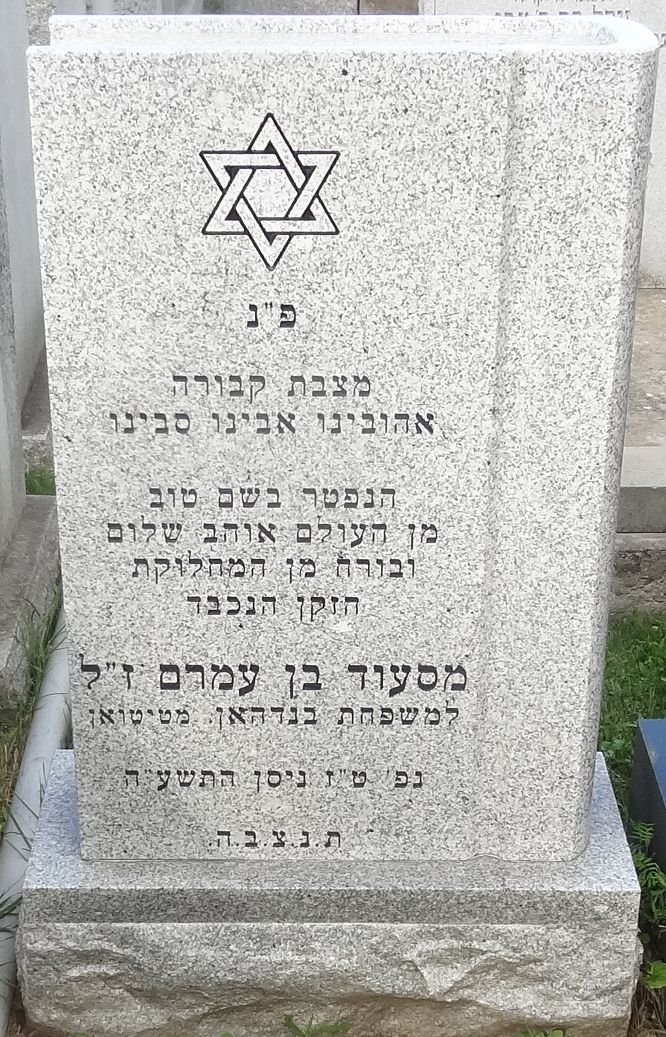 פ"נ
מצבת קבורה
אהובינו אבינו סבינו
הנפטר בשם טוב
מן העולם אוהב שלום
ובורח מן המחלוקת
הזקן הנכבד
מסעוד בן עמרם ז"ל
למשפחת בנדהאן. מטיטואן
נפ' ט"ז ניסן התשע"ה
ת.נ.צ.ב.ה.